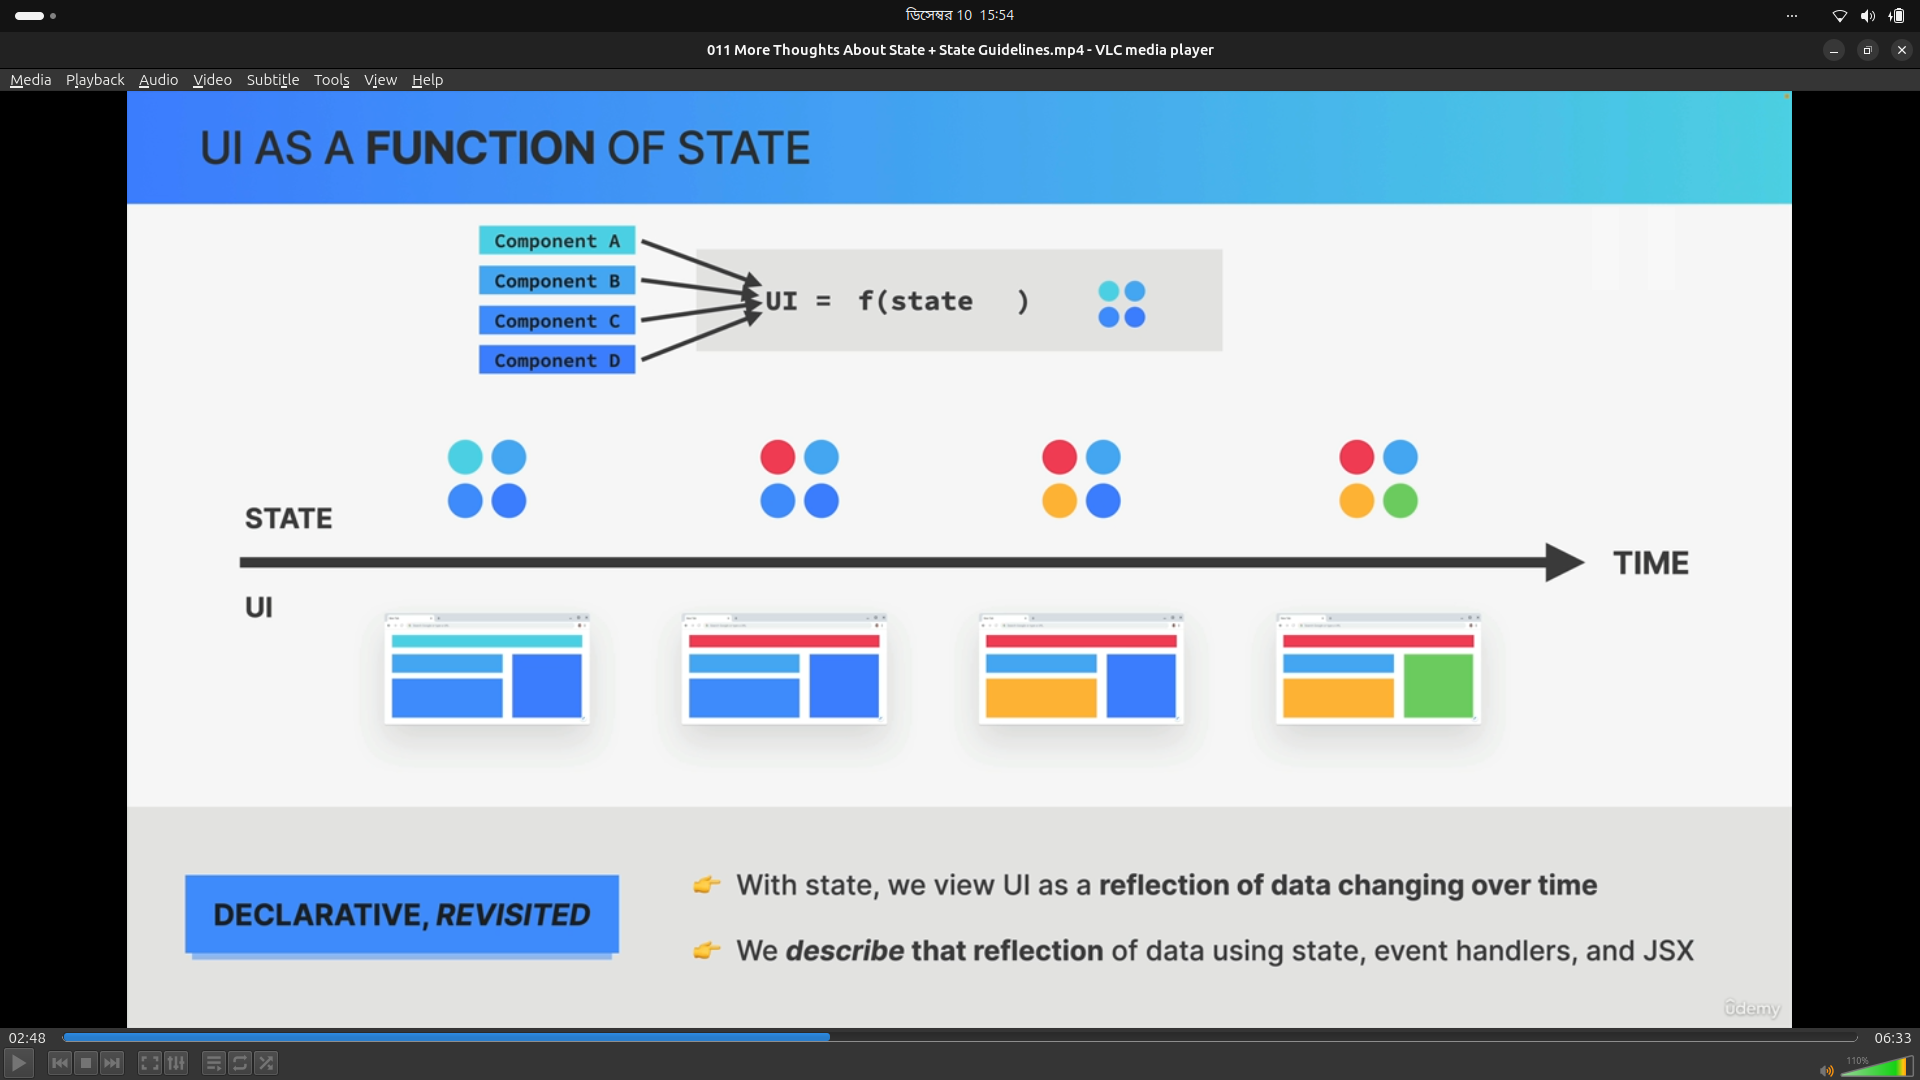 ডিসেম্বর 10 15:54
011 More Thoughts About State + State Guidelines.mp4 - VLC media player
Media Playback Audio Video Subtitle Tools View Help
UI AS A FUNCTION OF STATE
Component A
Component B
Component C
Component D
UI = f(state )
STATE
TIME
UI
DECLARATIVE, REVISITED
👉 With state, we view UI as a reflection of data changing over time
👉 We describe that reflection of data using state, event handlers, and JSX
ûdemy
02:48
06:33
110%